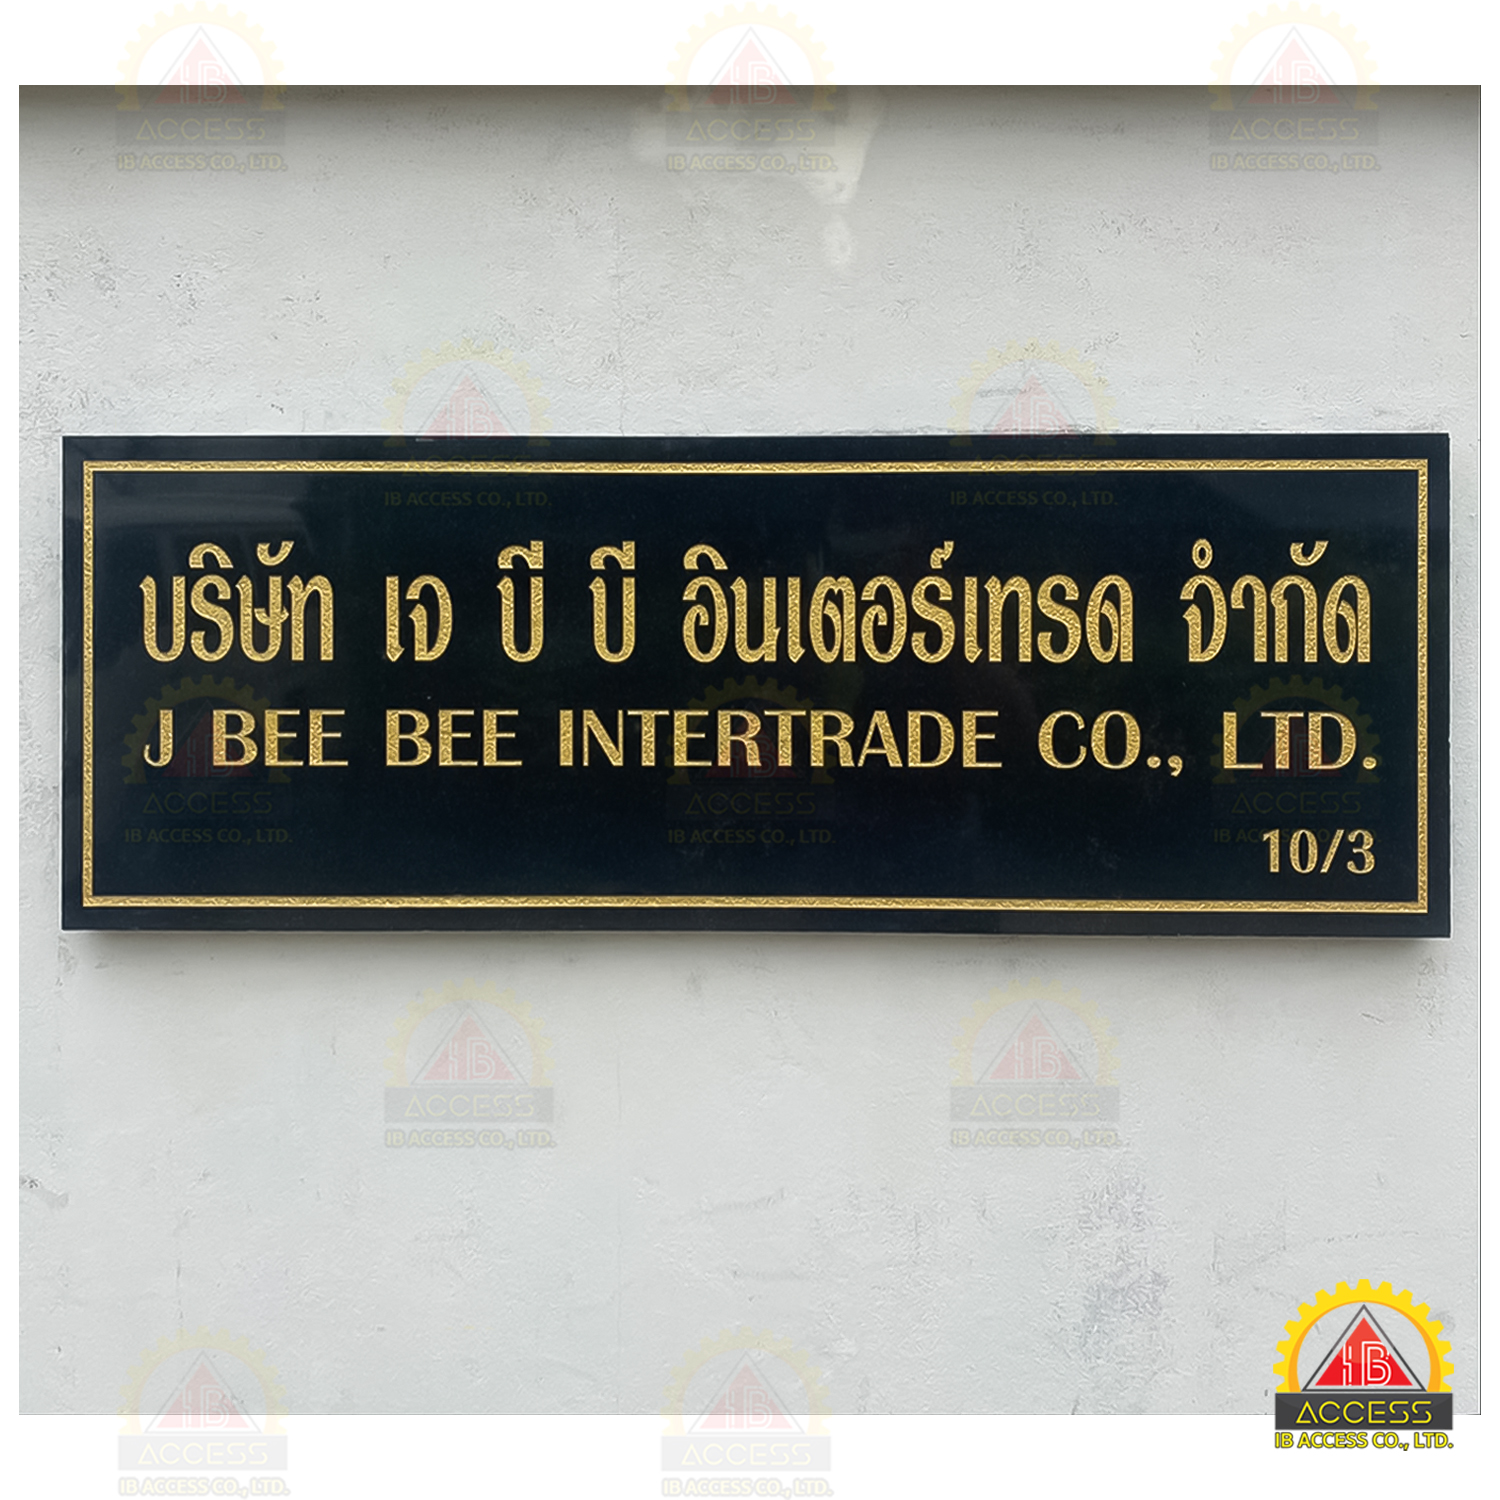 บริษัท เจ บี บี อินเตอร์เทรด จำกัด
J BEE BEE INTERTRADE CO., LTD.
10/3
IB
ACCESS
IB ACCESS CO., LTD.